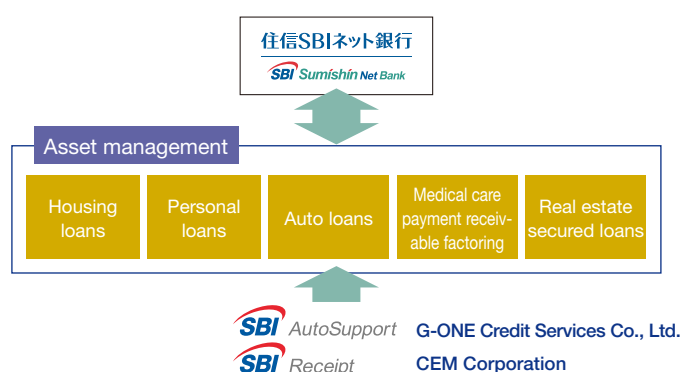 住信SBIネット銀行
SBI Sumishin Net Bank
Asset management
Housing
loans
Personal
loans
Auto loans
Medical care
payment receiv-
able factoring
Real estate
secured loans
SBI AutoSupport G-ONE Credit Services Co., Ltd.
SBI Receipt CEM Corporation